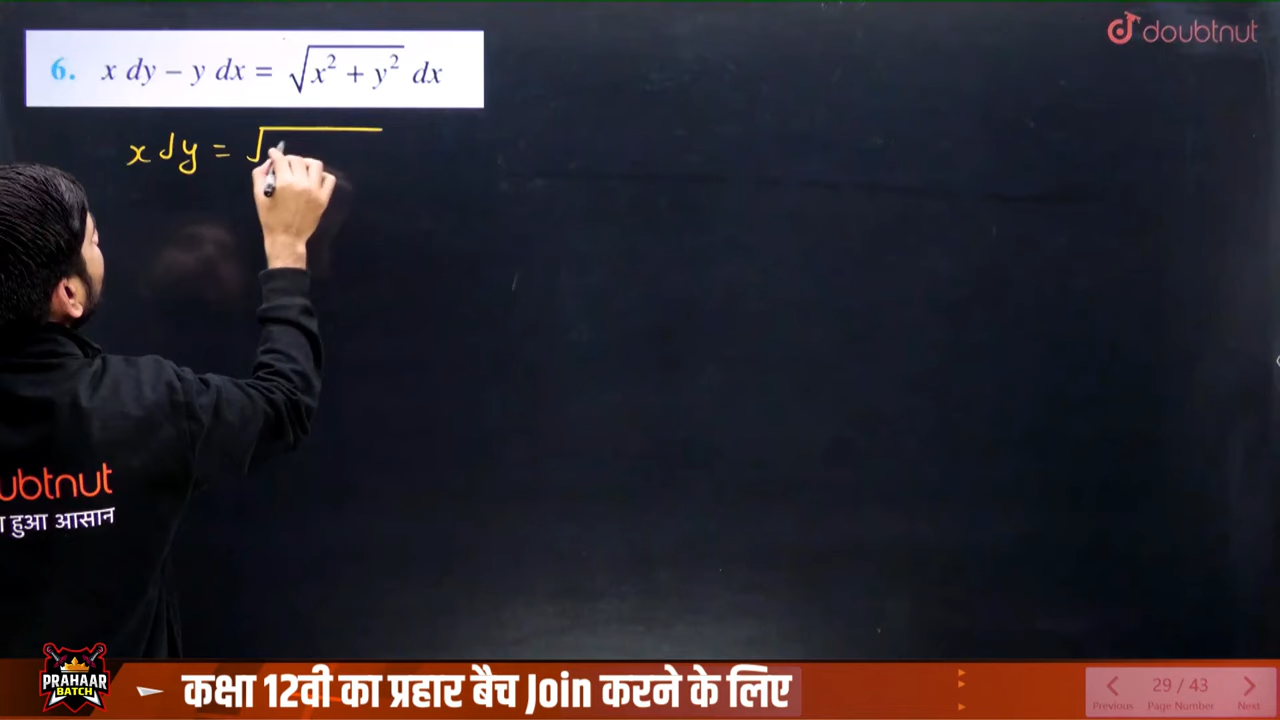 doubtnut
6. x dy – y dx = √(x² + y²) dx
x dy = √
ubtnut
हुआ आसान
PRAHAAR
BATCH
कक्षा 12वी का प्रहार बैच Join करने के लिए
29 / 43
Previous Page Number Next